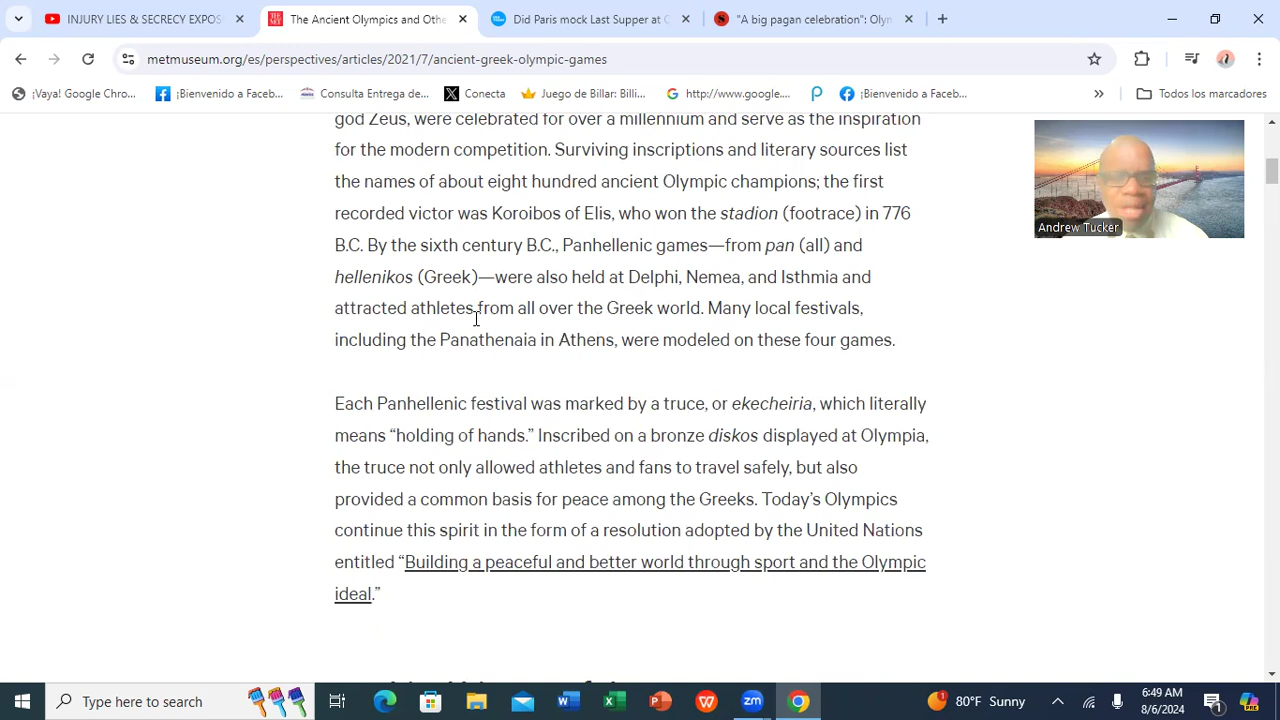 INJURY LIES & SECRECY EXPOS
The Ancient Olympics and Othe
Did Paris mock Last Supper at O
"A big pagan celebration": Olym
metmuseum.org/es/perspectives/articles/2021/7/ancient-greek-olympic-games
¡Vaya! Google Chro...
¡Bienvenido a Faceb...
Consulta Entrega de...
Conecta
Juego de Billar: Billi...
http://www.google....
¡Bienvenido a Faceb...
»
Todos los marcadores
god Zeus, were celebrated for over a millennium and serve as the inspiration
for the modern competition. Surviving inscriptions and literary sources list
the names of about eight hundred ancient Olympic champions; the first
recorded victor was Koroibos of Elis, who won the stadion (footrace) in 776
B.C. By the sixth century B.C., Panhellenic games—from pan (all) and
hellenikos (Greek)—were also held at Delphi, Nemea, and Isthmia and
attracted athletes from all over the Greek world. Many local festivals,
including the Panathenaia in Athens, were modeled on these four games.
Each Panhellenic festival was marked by a truce, or ekecheiria, which literally
means “holding of hands.” Inscribed on a bronze diskos displayed at Olympia,
the truce not only allowed athletes and fans to travel safely, but also
provided a common basis for peace among the Greeks. Today’s Olympics
continue this spirit in the form of a resolution adopted by the United Nations
entitled “Building a peaceful and better world through sport and the Olympic
ideal.”
Andrew Tucker
Type here to search
80°F Sunny
6:49 AM
8/6/2024